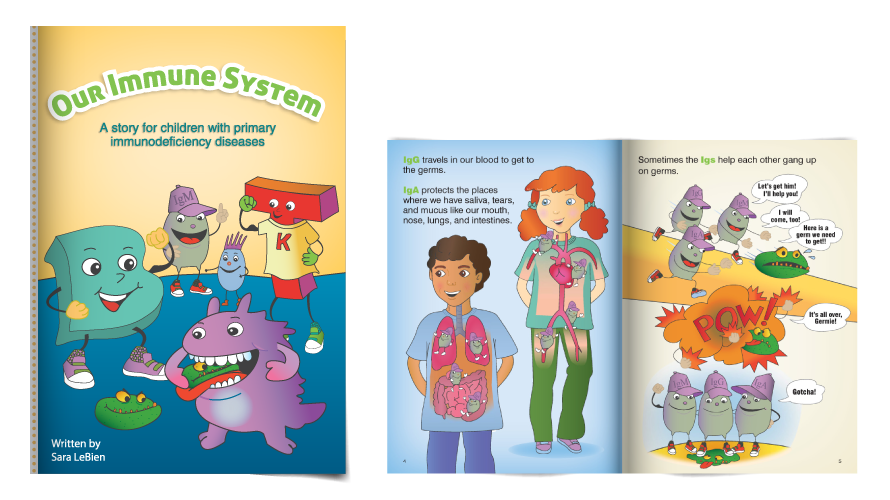 OUR IMMUNE SYSTEM
A story for children with primary
immunodeficiency diseases
IgM
K
Written by
Sara LeBien
IgG travels in our blood to get to
the germs.
IgA protects the places
where we have saliva, tears,
and mucus like our mouth,
nose, lungs, and intestines.
4
Sometimes the Igs help each other gang up
on germs.
Let's get him!
I'll help you!
I will
come, too!
Here is a
germ we need
to get!!
POW!
It's all over,
Germie!
IgM
IgG
IgA
Gotcha!
5